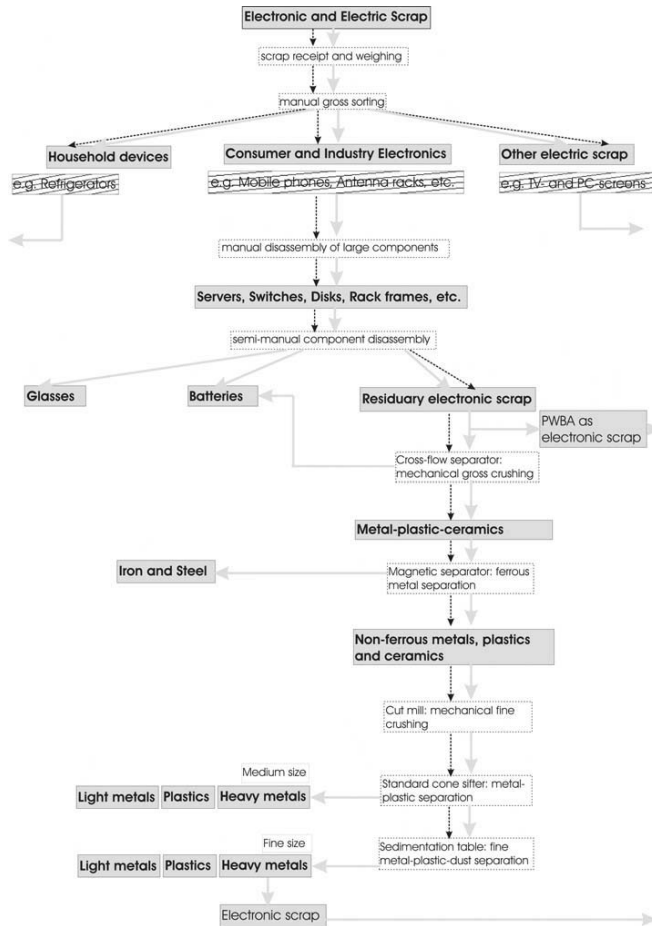 Electronic and Electric Scrap
scrap receipt and weighing
manual gross sorting
Household devices
Consumer and Industry Electronics
Other electric scrap
e.g. Refrigerators
e.g. Mobile phones, Antenna racks, etc.
e.g. TV- and PC-screens
manual disassembly of large components
Servers, Switches, Disks, Rack frames, etc.
semi-manual component disassembly
Glasses
Batteries
Residuary electronic scrap
PWBA as
electronic scrap
Cross-flow separator:
mechanical gross crushing
Metal-plastic-ceramics
Iron and Steel
Magnetic separator: ferrous
metal separation
Non-ferrous metals, plastics
and ceramics
Cut mill: mechanical fine
crushing
Medium size
Light metals
Plastics
Heavy metals
Standard cone sifter: metal-
plastic separation
Fine size
Light metals
Plastics
Heavy metals
Sedimentation table: fine
metal-plastic-dust separation
Electronic scrap